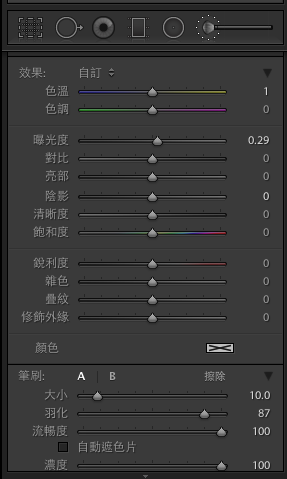 效果: 自訂
色溫 1
色調 0
曝光度 0.29
對比 0
亮部 0
陰影 0
清晰度 0
飽和度 0
銳利度 0
雜色 0
疊紋 0
修飾外緣 0
顏色
筆刷: A B 擦除
大小 10.0
羽化 87
流暢度 100
自動遮色片
濃度 100